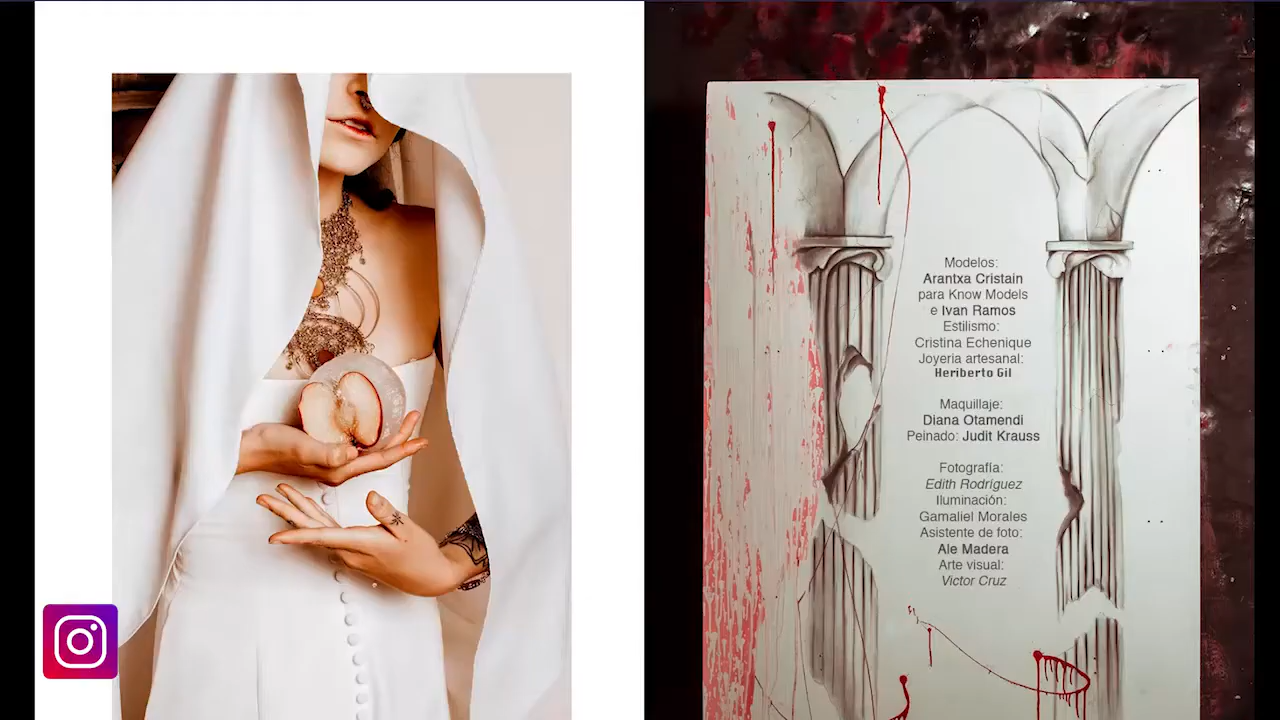 Modelos:
Arantxa Cristain
para Know Models
e Ivan Ramos
Estilismo:
Cristina Echenique
Joyeria artesanal:
Heriberto Gil
Maquillaje:
Diana Otamendi
Peinado: Judit Krauss
Fotografía:
Edith Rodríguez
Iluminación:
Gamaliel Morales
Asistente de foto:
Ale Madera
Arte visual:
Victor Cruz